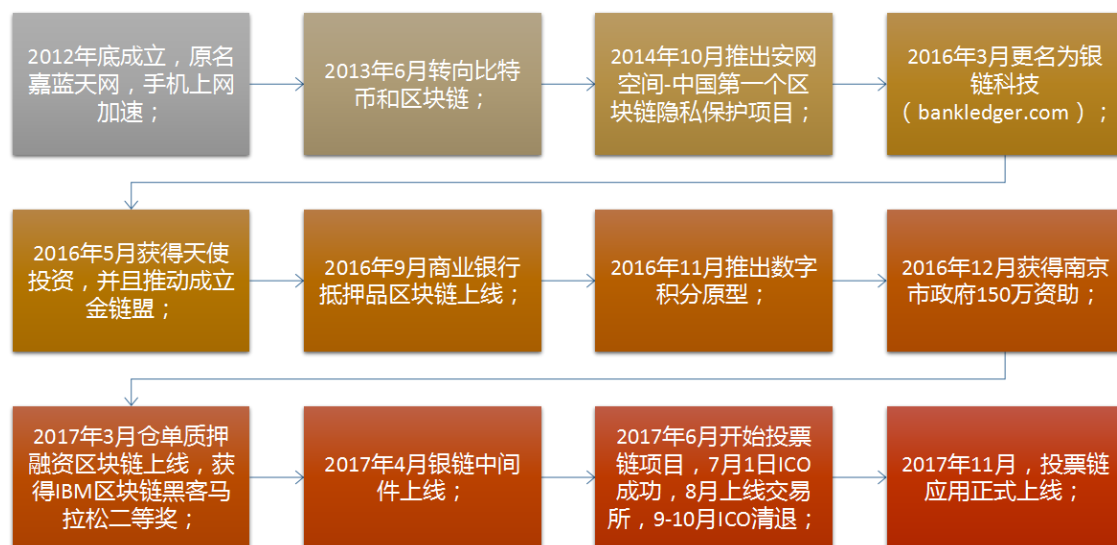 2012年底成立，原名
嘉蓝天网，手机上网
加速；
2013年6月转向比特
币和区块链；
2014年10月推出安网
空间-中国第一个区
块链隐私保护项目；
2016年3月更名为银
链科技
（bankledger.com）；
2016年5月获得天使
投资，并且推动成立
金链盟；
2016年9月商业银行
抵押品区块链上线；
2016年11月推出数字
积分原型；
2016年12月获得南京
市政府150万资助；
2017年3月仓单质押
融资区块链上线，获
得IBM区块链黑客马
拉松二等奖；
2017年4月银链中间
件上线；
2017年6月开始投票
链项目，7月1日ICO
成功，8月上线交易
所，9-10月ICO清退；
2017年11月，投票链
应用正式上线；